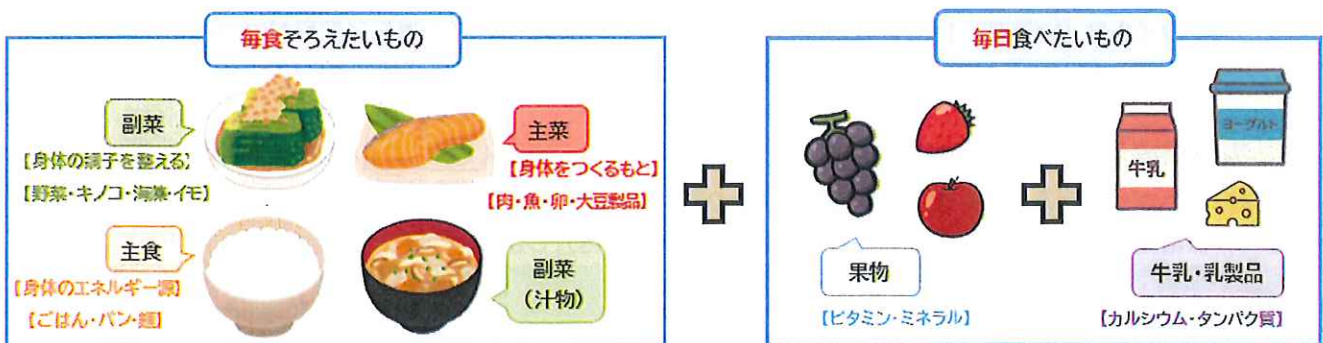 毎食そろえたいもの
副菜
【身体の調子を整える】
【野菜・キノコ・海藻・イモ】
主菜
【身体をつくるもと】
【肉・魚・卵・大豆製品】
主食
【身体のエネルギー源】
【ごはん・パン・麺】
副菜
（汁物）
毎日食べたいもの
果物
【ビタミン・ミネラル】
牛乳
ヨーグルト
牛乳・乳製品
【カルシウム・タンパク質】